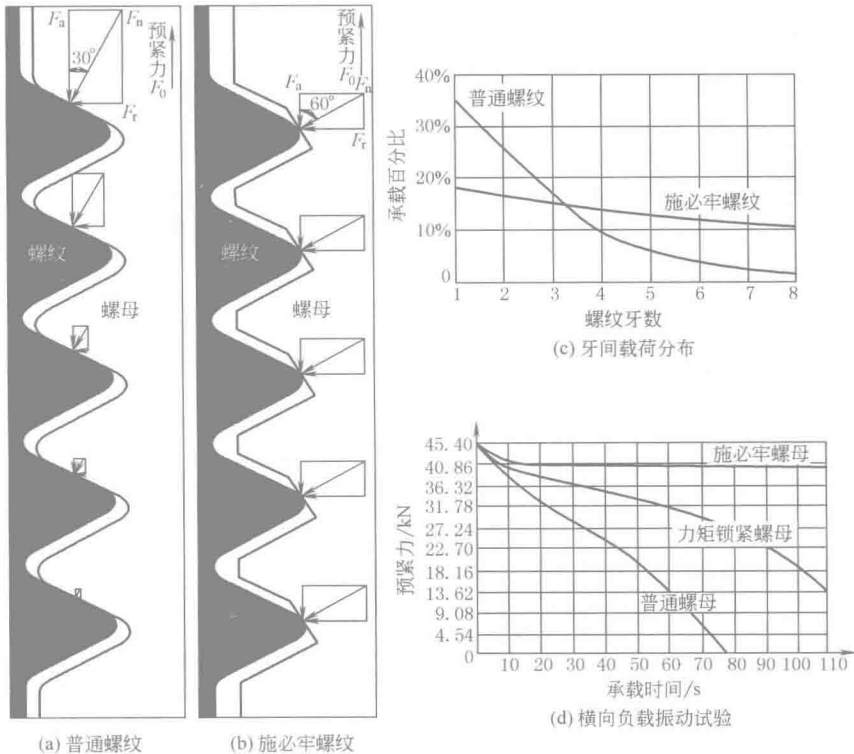 Fa
Fn
预紧力F0
30°
Fr
螺纹
螺母
(a) 普通螺纹
预紧力F0
Fn
Fa
60°
Fr
螺纹
螺母
(b) 施必牢螺纹
40%
30%
20%
10%
0
承载百分比
普通螺纹
施必牢螺纹
1 2 3 4 5 6 7 8
螺纹牙数
(c) 牙间载荷分布
45.40
40.86
36.32
31.78
27.24
22.70
18.16
13.62
9.08
4.54
0
预紧力/kN
施必牢螺母
力矩锁紧螺母
普通螺母
10 20 30 40 50 60 70 80 90 100 110
承载时间/s
(d) 横向负载振动试验